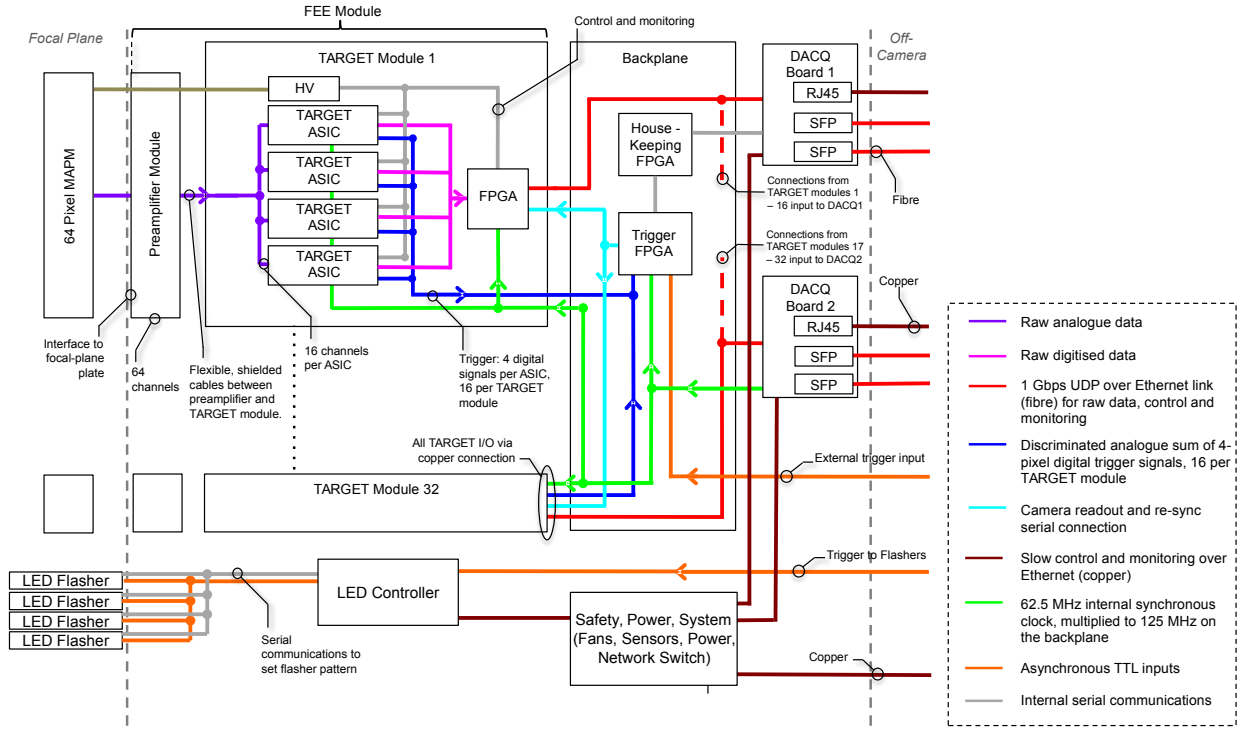 FEE Module
Focal Plane
Control and monitoring
Off-
Camera
TARGET Module 1
Backplane
DACQ
Board 1
RJ45
SFP
SFP
HV
TARGET
ASIC
TARGET
ASIC
TARGET
ASIC
TARGET
ASIC
FPGA
House -
Keeping
FPGA
Trigger
FPGA
64 Pixel MAPM
Preamplifier Module
Connections from
TARGET modules 1
– 16 input to DACQ1
Fibre
Connections from
TARGET modules 17
– 32 input to DACQ2
DACQ
Board 2
RJ45
SFP
SFP
Copper
Interface to
focal-plane
plate
64
channels
Flexible, shielded
cables between
preamplifier and
TARGET module.
16 channels
per ASIC
Trigger: 4 digital
signals per ASIC,
16 per TARGET
module
All TARGET I/O via
copper connection
External trigger input
TARGET Module 32
Trigger to Flashers
LED Flasher
LED Flasher
LED Flasher
LED Flasher
LED Controller
Serial
communications to
set flasher pattern
Safety, Power, System
(Fans, Sensors, Power,
Network Switch)
Copper
Raw analogue data
Raw digitised data
1 Gbps UDP over Ethernet link
(fibre) for raw data, control and
monitoring
Discriminated analogue sum of 4-
pixel digital trigger signals, 16 per
TARGET module
Camera readout and re-sync
serial connection
Slow control and monitoring over
Ethernet (copper)
62.5 MHz internal synchronous
clock, multiplied to 125 MHz on
the backplane
Asynchronous TTL inputs
Internal serial communications